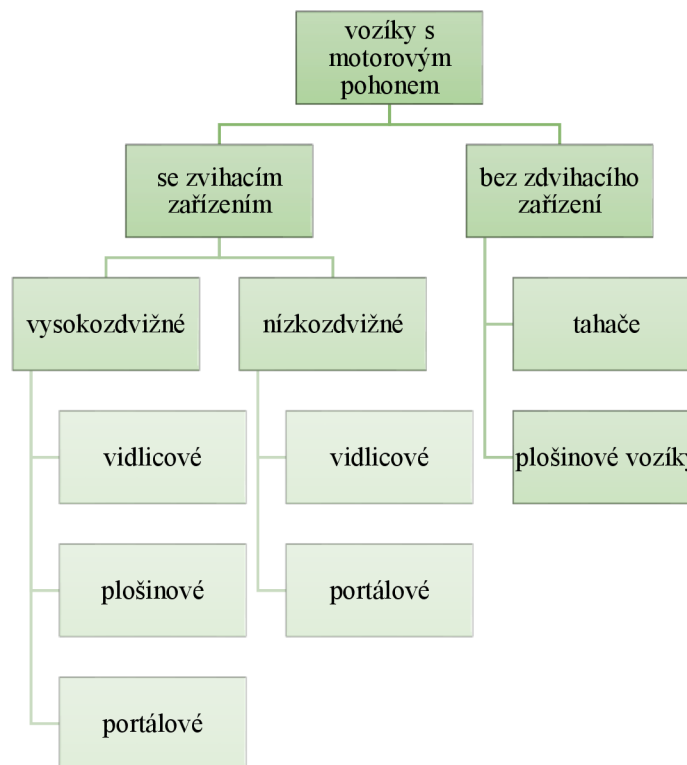 vozíky s
motorovým
pohonem
se zvihacím
zařízením
bez zdvihacího
zařízení
vysokozdvižné
nízkozdvižné
tahače
vidlicové
vidlicové
plošinové vozíky
plošinové
portálové
portálové